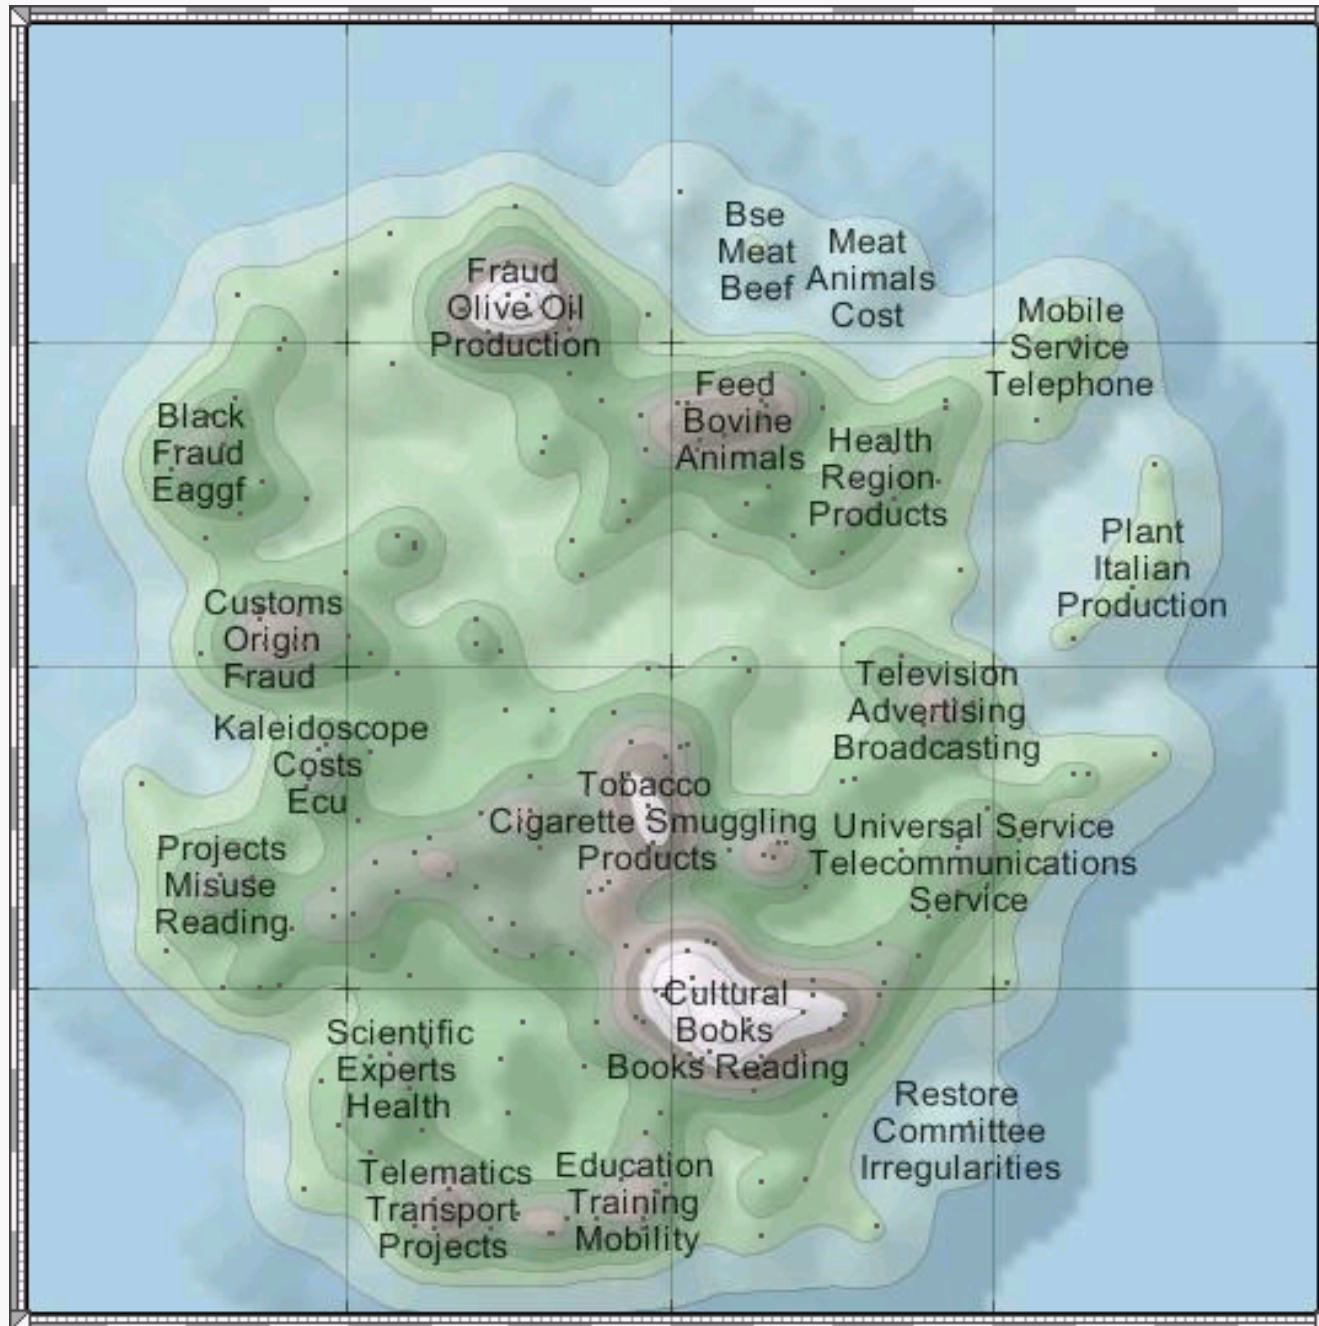 Bse
Meat
Beef
Meat
Animals
Cost
Fraud
Olive Oil
Production
Mobile
Service
Telephone
Feed
Bovine
Animals
Black
Fraud
Eaggf
Health
Region
Products
Plant
Italian
Production
Customs
Origin
Fraud
Television
Advertising
Broadcasting
Kaleidoscope
Costs
Ecu
Tobacco
Cigarette Smuggling
Products
Universal Service
Telecommunications
Service
Projects
Misuse
Reading
Cultural
Books
Books Reading
Scientific
Experts
Health
Restore
Committee
Irregularities
Telematics
Transport
Projects
Education
Training
Mobility